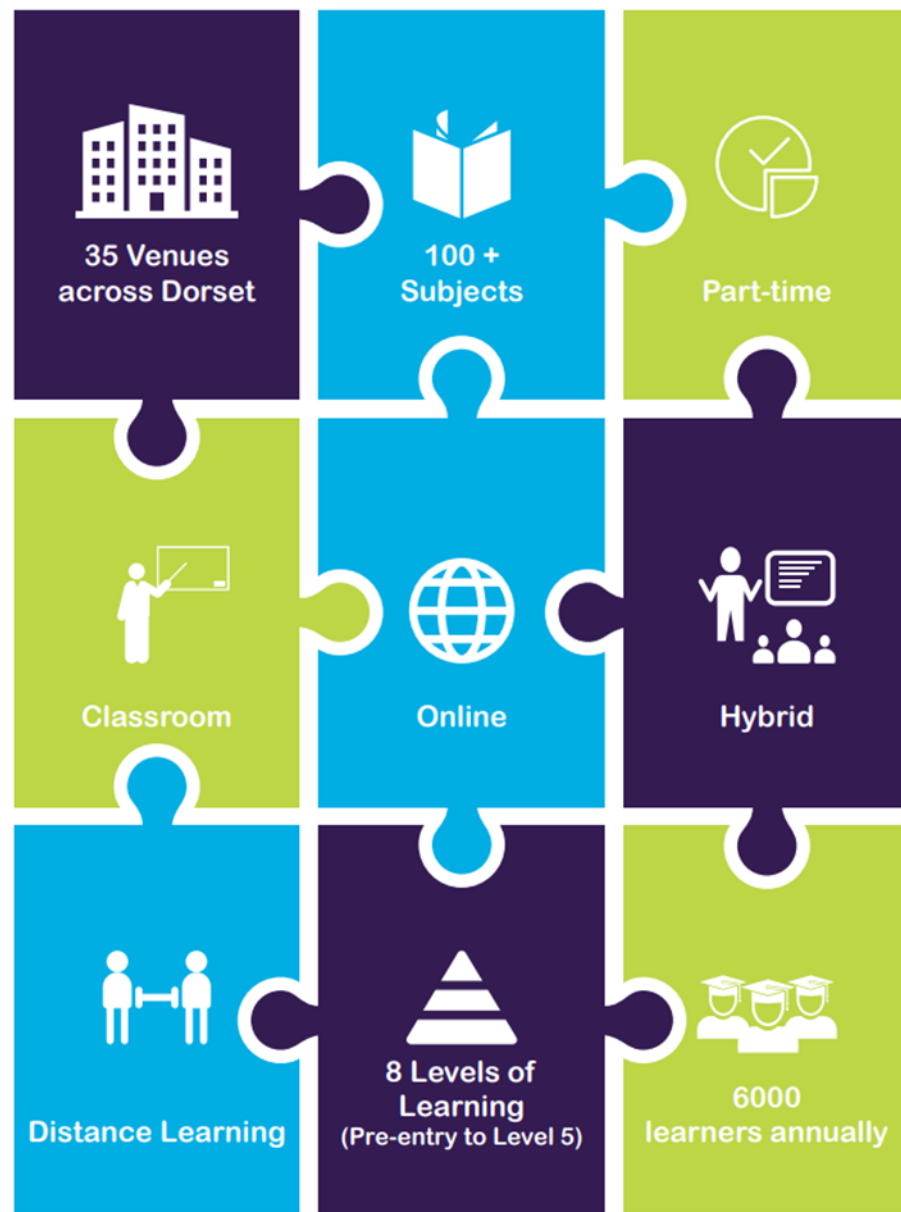 35 Venues
across Dorset
100 +
Subjects
Part-time
Classroom
Online
Hybrid
Distance Learning
8 Levels of
Learning
(Pre-entry to Level 5)
6000
learners annually